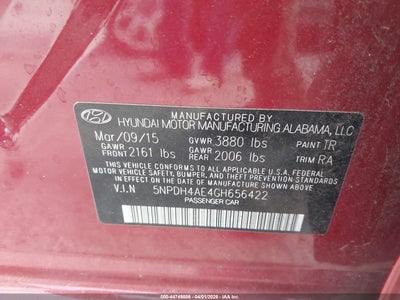 MANUFACTURED BY
HYUNDAI MOTOR MANUFACTURING ALABAMA, LLC
Mar/09/15 GVWR 3880 lbs PAINT TR
GAWR FRONT 2161 lbs GAWR REAR 2006 lbs TRIM RA
THIS VEHICLE CONFORMS TO ALL APPLICABLE FEDERAL
MOTOR VEHICLE SAFETY, BUMPER, AND THEFT PREVENTION STANDARDS
IN EFFECT ON THE DATE OF MANUFACTURE SHOWN ABOVE.
V.I.N 5NPDH4AE4GH656422
PASSENGER CAR